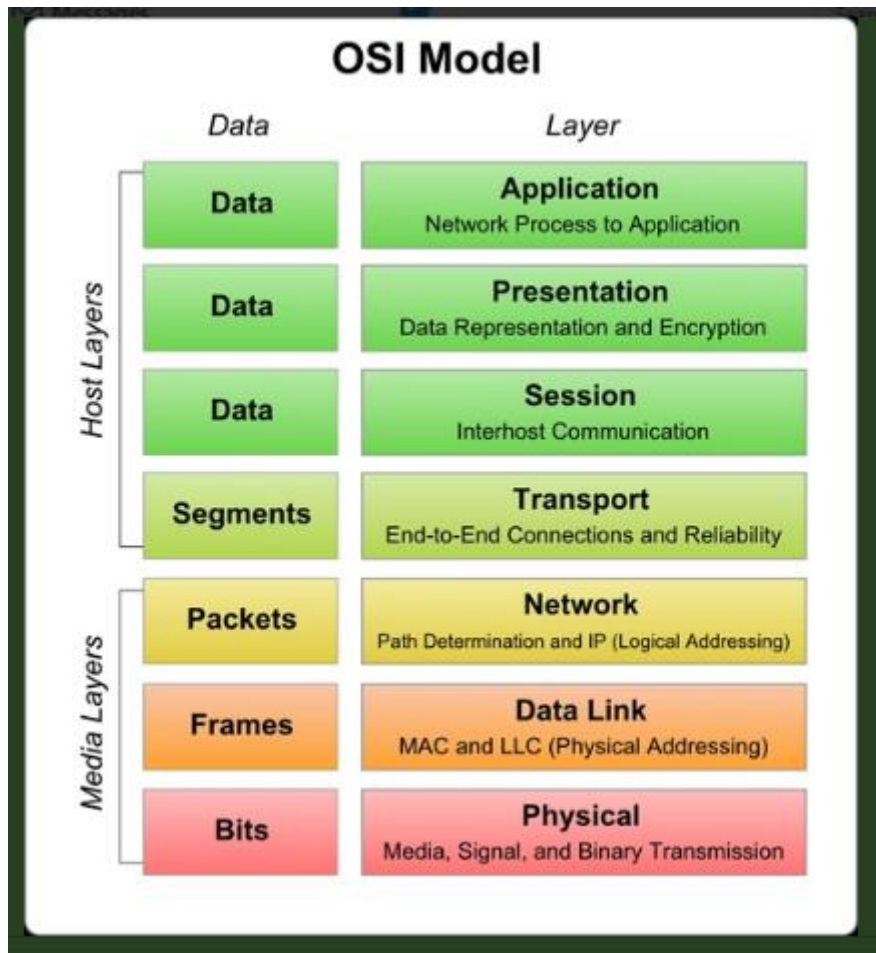 OSI Model
Data Layer
Host Layers
Data
Application
Network Process to Application
Data
Presentation
Data Representation and Encryption
Data
Session
Interhost Communication
Segments
Transport
End-to-End Connections and Reliability
Media Layers
Packets
Network
Path Determination and IP (Logical Addressing)
Frames
Data Link
MAC and LLC (Physical Addressing)
Bits
Physical
Media, Signal, and Binary Transmission